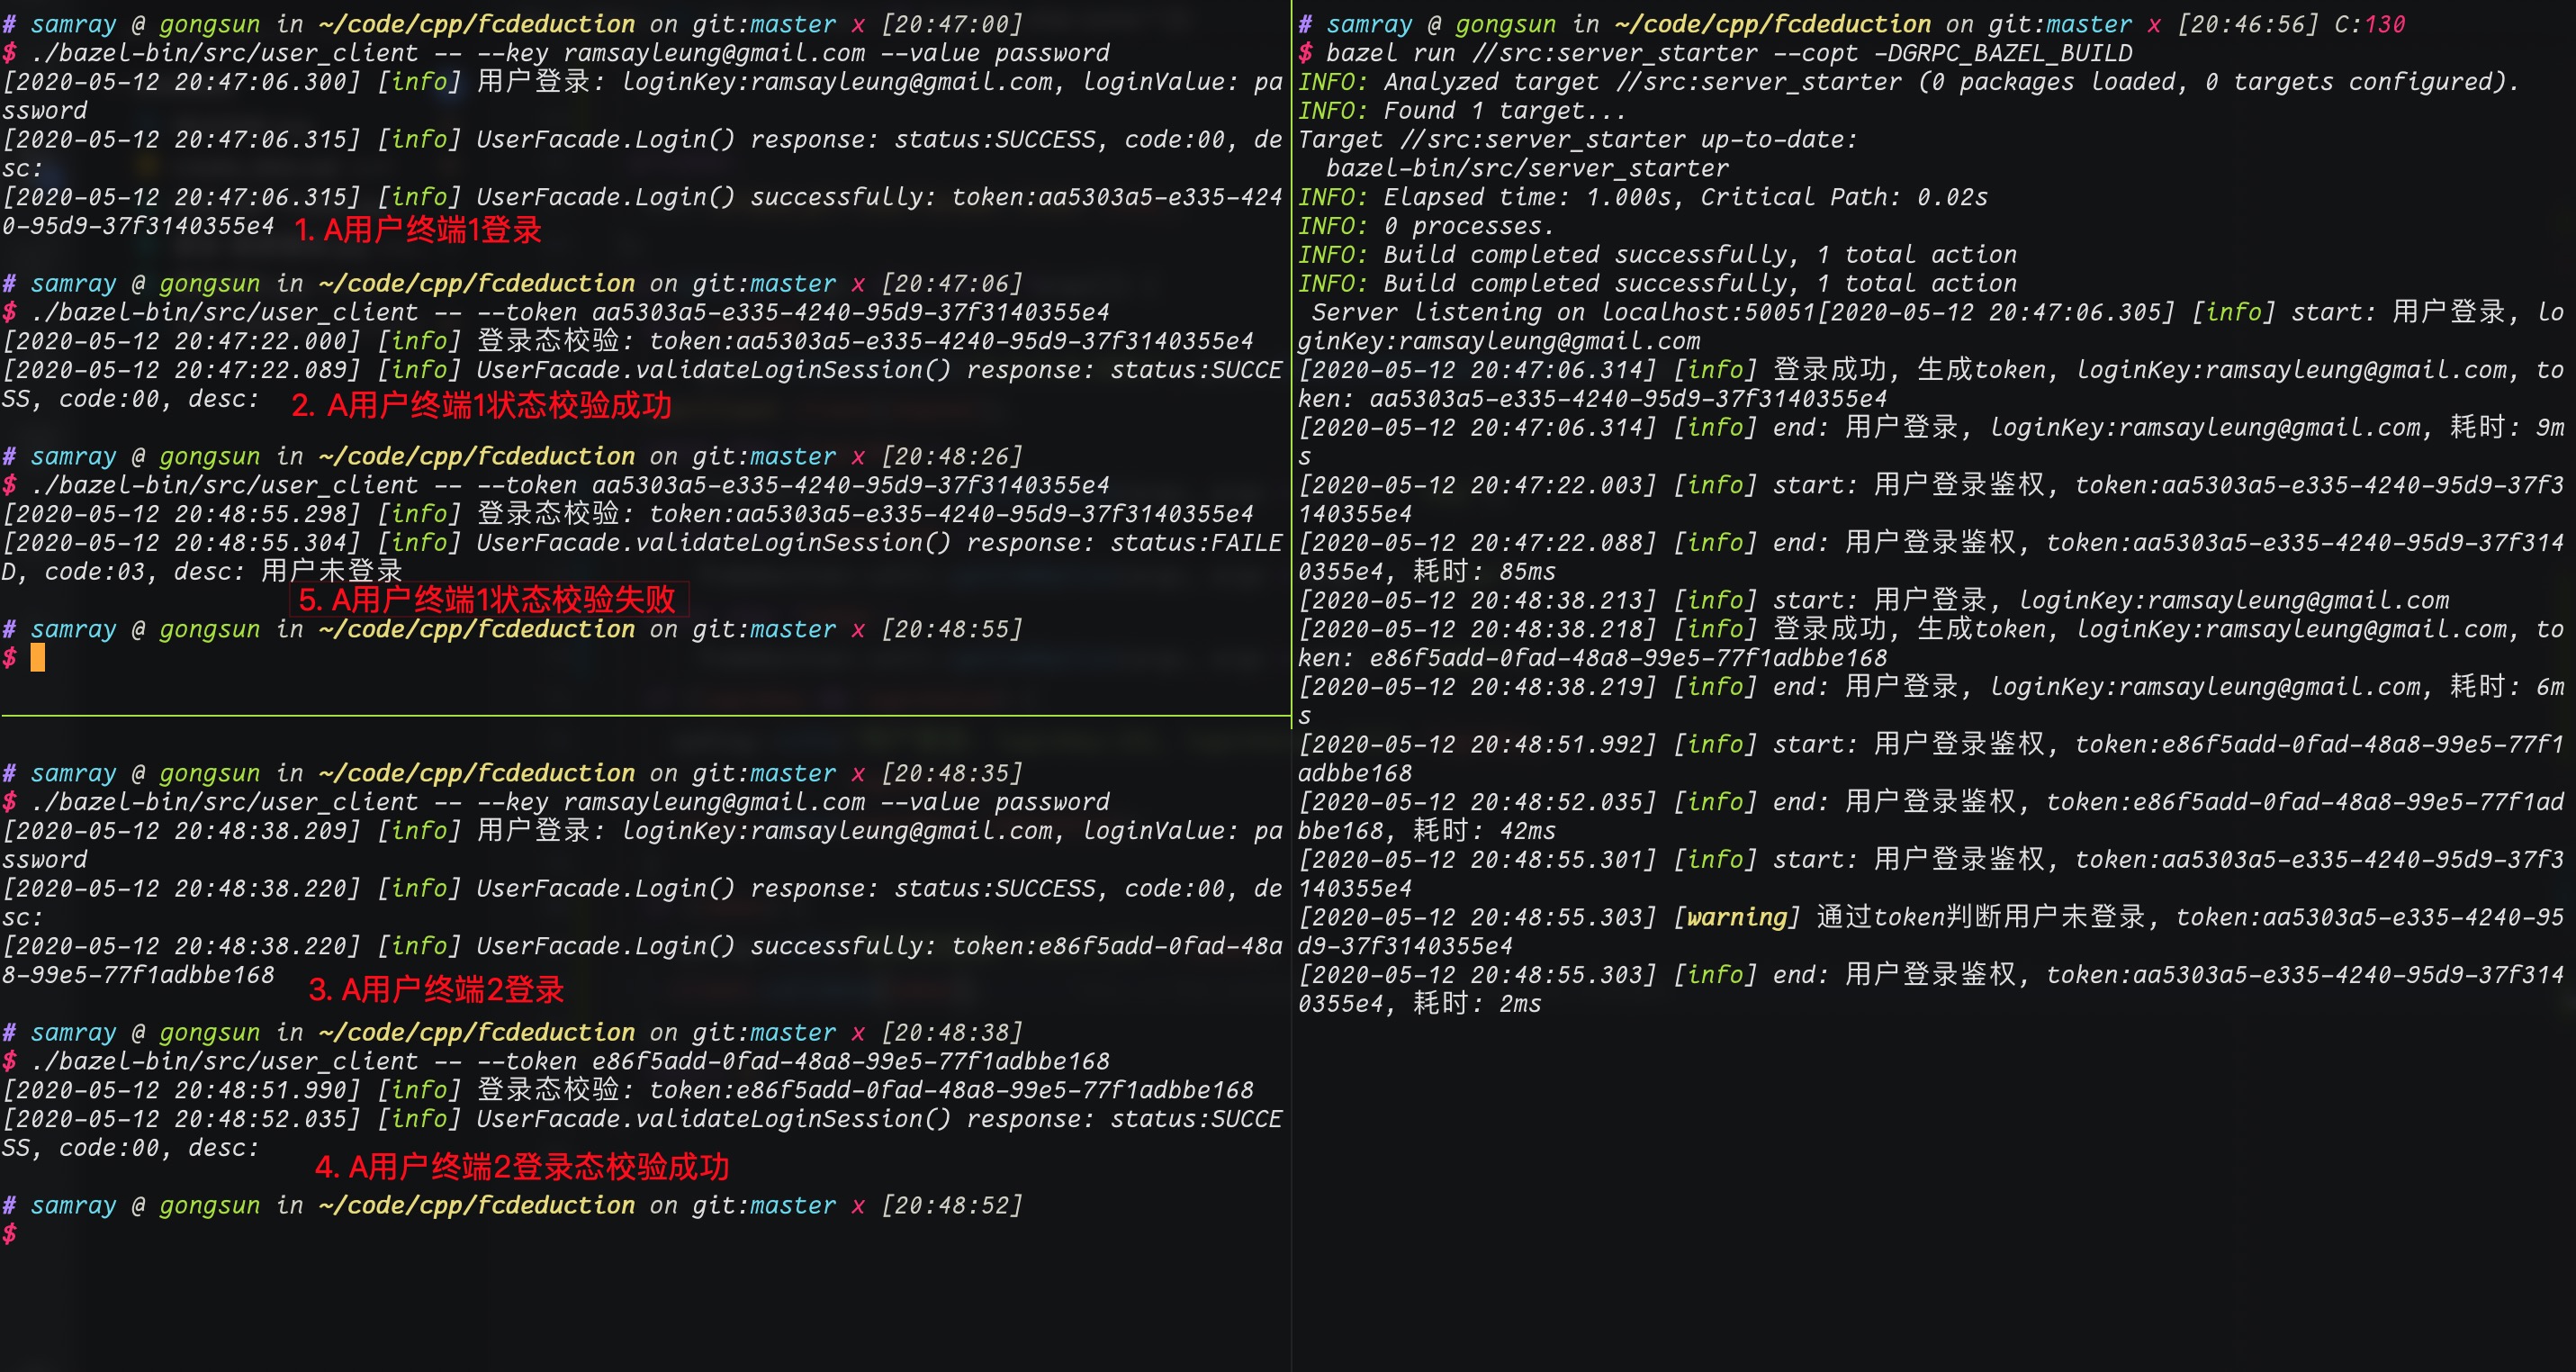 # samray @ gongsun in ~/code/cpp/fcdeduction on git:master x [20:47:00]
$ ./bazel-bin/src/user_client -- --key ramsayleung@gmail.com --value password
[2020-05-12 20:47:06.300] [info] 用户登录: loginKey:ramsayleung@gmail.com, loginValue: pa
ssword
[2020-05-12 20:47:06.315] [info] UserFacade.Login() response: status:SUCCESS, code:00, de
sc:
[2020-05-12 20:47:06.315] [info] UserFacade.Login() successfully: token:aa5303a5-e335-424
0-95d9-37f3140355e4
1. A用户终端1登录
# samray @ gongsun in ~/code/cpp/fcdeduction on git:master x [20:47:06]
$ ./bazel-bin/src/user_client -- --token aa5303a5-e335-4240-95d9-37f3140355e4
[2020-05-12 20:47:22.000] [info] 登录态校验: token:aa5303a5-e335-4240-95d9-37f3140355e4
[2020-05-12 20:47:22.089] [info] UserFacade.validateLoginSession() response: status:SUCCE
SS, code:00, desc:
2. A用户终端1状态校验成功
# samray @ gongsun in ~/code/cpp/fcdeduction on git:master x [20:48:26]
$ ./bazel-bin/src/user_client -- --token aa5303a5-e335-4240-95d9-37f3140355e4
[2020-05-12 20:48:55.298] [info] 登录态校验: token:aa5303a5-e335-4240-95d9-37f3140355e4
[2020-05-12 20:48:55.304] [info] UserFacade.validateLoginSession() response: status:FAILE
D, code:03, desc: 用户未登录
5. A用户终端1状态校验失败
# samray @ gongsun in ~/code/cpp/fcdeduction on git:master x [20:48:55]
$
# samray @ gongsun in ~/code/cpp/fcdeduction on git:master x [20:48:35]
$ ./bazel-bin/src/user_client -- --key ramsayleung@gmail.com --value password
[2020-05-12 20:48:38.209] [info] 用户登录: loginKey:ramsayleung@gmail.com, loginValue: pa
ssword
[2020-05-12 20:48:38.220] [info] UserFacade.Login() response: status:SUCCESS, code:00, de
sc:
[2020-05-12 20:48:38.220] [info] UserFacade.Login() successfully: token:e86f5add-0fad-48a
8-99e5-77f1adbbe168
3. A用户终端2登录
# samray @ gongsun in ~/code/cpp/fcdeduction on git:master x [20:48:38]
$ ./bazel-bin/src/user_client -- --token e86f5add-0fad-48a8-99e5-77f1adbbe168
[2020-05-12 20:48:51.990] [info] 登录态校验: token:e86f5add-0fad-48a8-99e5-77f1adbbe168
[2020-05-12 20:48:52.035] [info] UserFacade.validateLoginSession() response: status:SUCCE
SS, code:00, desc:
4. A用户终端2登录态校验成功
# samray @ gongsun in ~/code/cpp/fcdeduction on git:master x [20:48:52]
$
# samray @ gongsun in ~/code/cpp/fcdeduction on git:master x [20:46:56] C:130
$ bazel run //src:server_starter --copt -DGRPC_BAZEL_BUILD
INFO: Analyzed target //src:server_starter (0 packages loaded, 0 targets configured).
INFO: Found 1 target...
Target //src:server_starter up-to-date:
bazel-bin/src/server_starter
INFO: Elapsed time: 1.000s, Critical Path: 0.02s
INFO: 0 processes.
INFO: Build completed successfully, 1 total action
INFO: Build completed successfully, 1 total action
Server listening on localhost:50051[2020-05-12 20:47:06.305] [info] start: 用户登录, lo
ginKey:ramsayleung@gmail.com
[2020-05-12 20:47:06.314] [info] 登录成功, 生成token, loginKey:ramsayleung@gmail.com, to
ken: aa5303a5-e335-4240-95d9-37f3140355e4
[2020-05-12 20:47:06.314] [info] end: 用户登录, loginKey:ramsayleung@gmail.com, 耗时: 9m
s
[2020-05-12 20:47:22.003] [info] start: 用户登录鉴权, token:aa5303a5-e335-4240-95d9-37f3
140355e4
[2020-05-12 20:47:22.088] [info] end: 用户登录鉴权, token:aa5303a5-e335-4240-95d9-37f314
0355e4, 耗时: 85ms
[2020-05-12 20:48:38.213] [info] start: 用户登录, loginKey:ramsayleung@gmail.com
[2020-05-12 20:48:38.218] [info] 登录成功, 生成token, loginKey:ramsayleung@gmail.com, to
ken: e86f5add-0fad-48a8-99e5-77f1adbbe168
[2020-05-12 20:48:38.219] [info] end: 用户登录, loginKey:ramsayleung@gmail.com, 耗时: 6m
s
[2020-05-12 20:48:51.992] [info] start: 用户登录鉴权, token:e86f5add-0fad-48a8-99e5-77f1
adbbe168
[2020-05-12 20:48:52.035] [info] end: 用户登录鉴权, token:e86f5add-0fad-48a8-99e5-77f1ad
bbe168, 耗时: 42ms
[2020-05-12 20:48:55.301] [info] start: 用户登录鉴权, token:aa5303a5-e335-4240-95d9-37f3
140355e4
[2020-05-12 20:48:55.303] [warning] 通过token判断用户未登录, token:aa5303a5-e335-4240-95
d9-37f3140355e4
[2020-05-12 20:48:55.303] [info] end: 用户登录鉴权, token:aa5303a5-e335-4240-95d9-37f314
0355e4, 耗时: 2ms